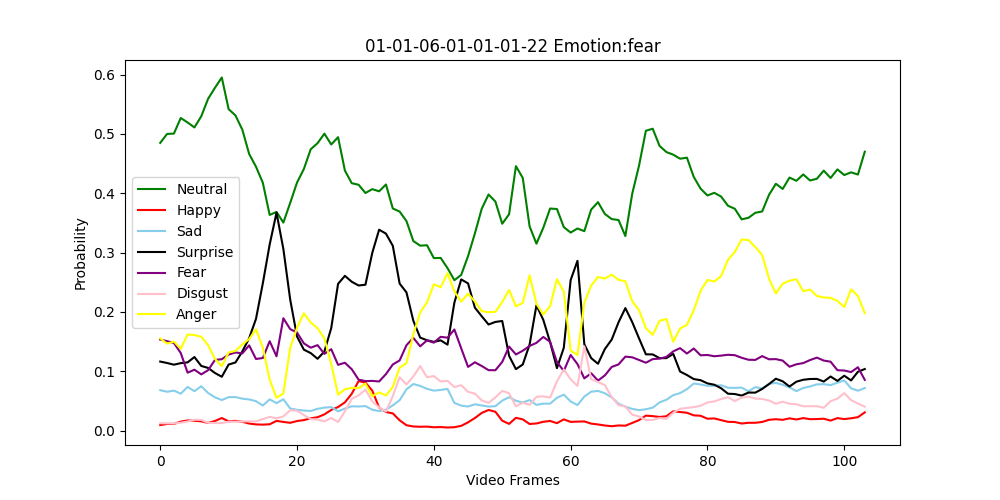 01-01-06-01-01-01-22 Emotion:fear
0.6
0.5
0.4
0.3
0.2
0.1
0.0
Probability
Neutral
Happy
Sad
Surprise
Fear
Disgust
Anger
0 20 40 60 80 100
Video Frames